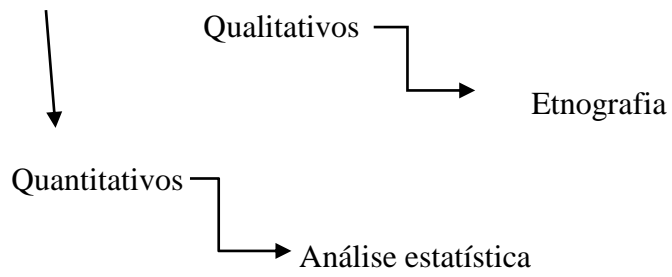 Qualitativos
Etnografia
Quantitativos
Análise estatística